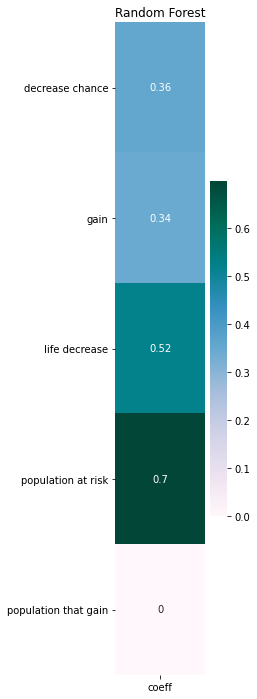 Random Forest
decrease chance
0.36
gain
0.34
life decrease
0.52
population at risk
0.7
population that gain
0
coeff
0.6
0.5
0.4
0.3
0.2
0.1
0.0